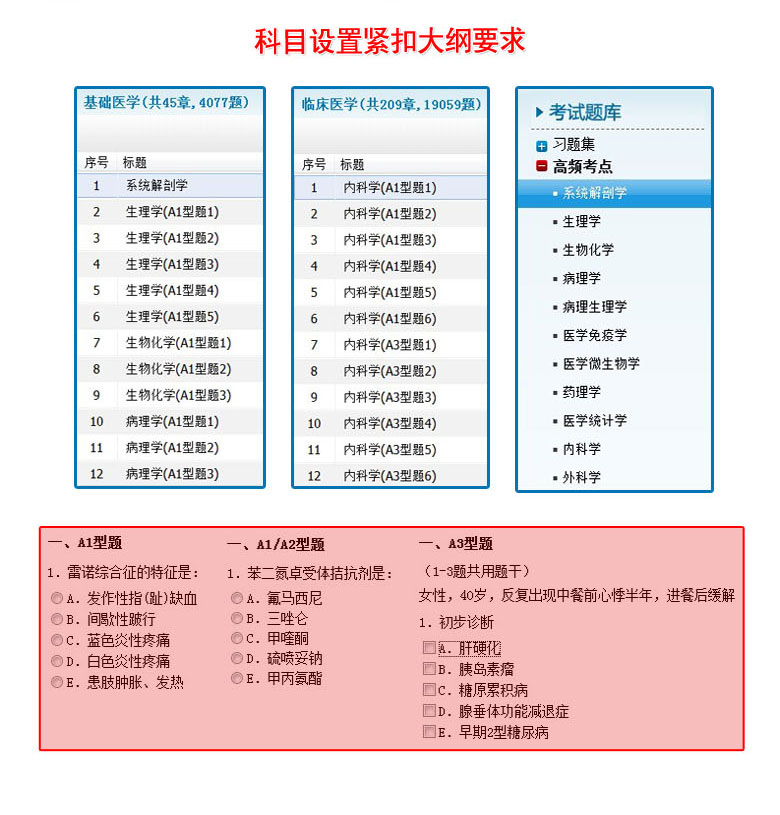 科目设置紧扣大纲要求
基础医学(共45章,4077题)
序号 标题
1 系统解剖学
2 生理学(A1型题1)
3 生理学(A1型题2)
4 生理学(A1型题3)
5 生理学(A1型题4)
6 生理学(A1型题5)
7 生物化学(A1型题1)
8 生物化学(A1型题2)
9 生物化学(A1型题3)
10 病理学(A1型题1)
11 病理学(A1型题2)
12 病理学(A1型题3)
临床医学(共209章,19059题)
序号 标题
1 内科学(A1型题1)
2 内科学(A1型题2)
3 内科学(A1型题3)
4 内科学(A1型题4)
5 内科学(A1型题5)
6 内科学(A1型题6)
7 内科学(A3型题1)
8 内科学(A3型题2)
9 内科学(A3型题3)
10 内科学(A3型题4)
11 内科学(A3型题5)
12 内科学(A3型题6)
考试题库
习题集
高频考点
系统解剖学
生理学
生物化学
病理学
病理生理学
医学免疫学
医学微生物学
药理学
医学统计学
内科学
外科学
一、A1型题
1. 雷诺综合征的特征是:
A. 发作性指(趾)缺血
B. 间歇性跛行
C. 蓝色炎性疼痛
D. 白色炎性疼痛
E. 患肢肿胀、发热
一、A1/A2型题
1. 苯二氮卓受体拮抗剂是:
A. 氟马西尼
B. 三唑仑
C. 甲喹酮
D. 硫喷妥钠
E. 甲丙氨酯
一、A3型题
(1-3题共用题干)
女性, 40岁, 反复出现中餐前心悸半年, 进餐后缓解
1. 初步诊断
A. 肝硬化
B. 胰岛素瘤
C. 糖原累积病
D. 腺垂体功能减退症
E. 早期2型糖尿病